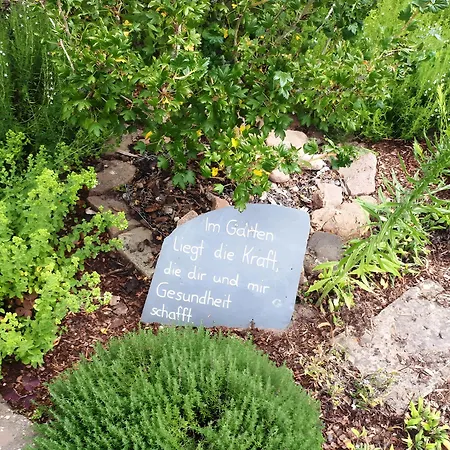 Im Garten
liegt die Kraft,
die dir und mir
Gesundheit
schafft.